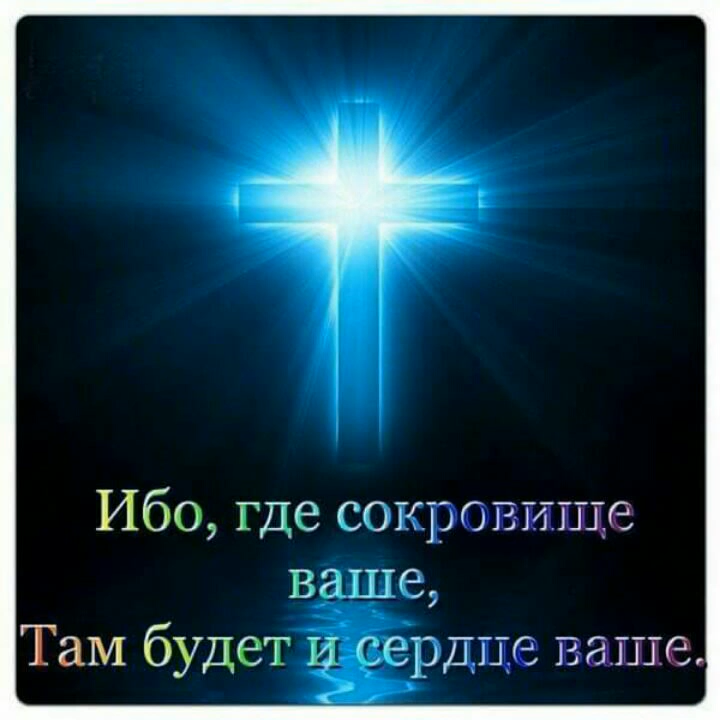 Ибо, где сокровище
ваше,
Там будет и сердце ваше.